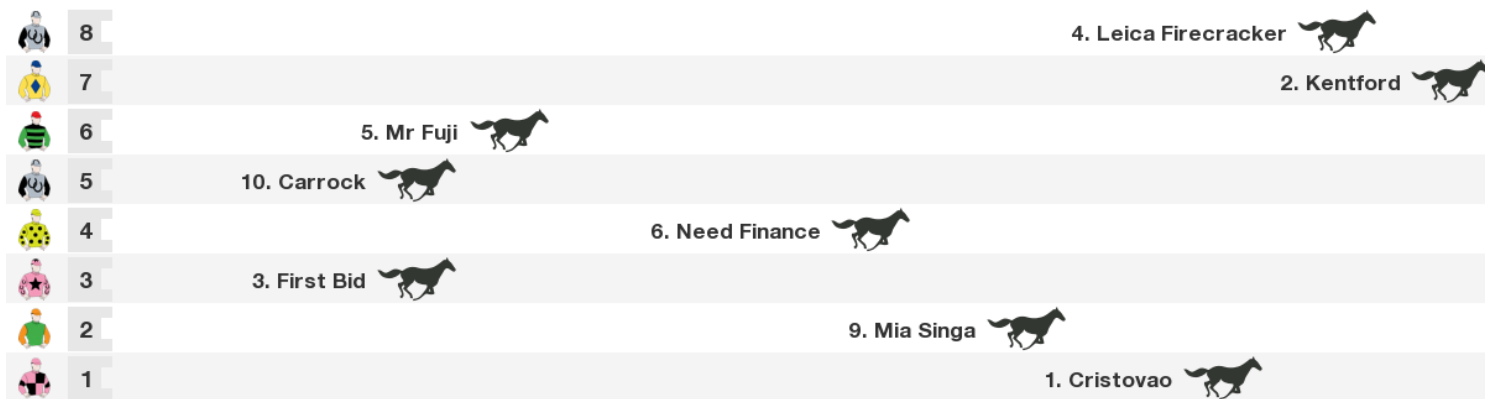 8 4. Leica Firecracker
7 2. Kentford
6 5. Mr Fuji
5 10. Carrock
4 6. Need Finance
3 3. First Bid
2 9. Mia Singa
1 1. Cristovao